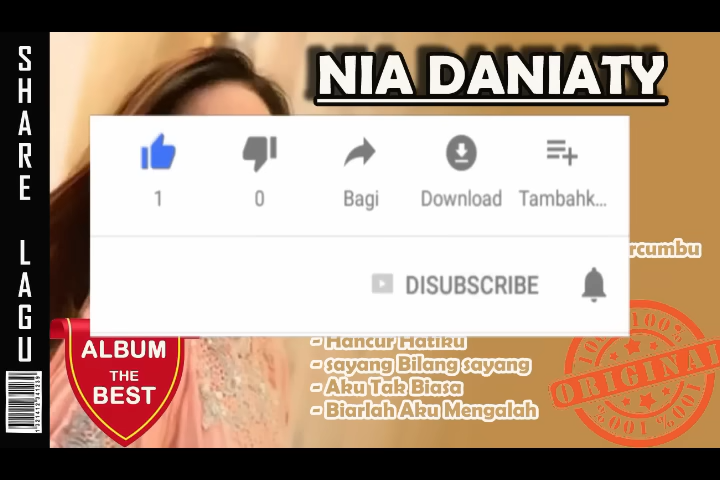 SHARE LAGU
NIA DANIATY
1
0
Bagi
Download
Tambahk...
DISUBSCRIBE
rcumbu
- Hancur Hatiku
- sayang Bilang sayang
- Aku Tak Biasa
- Biarlah Aku Mengalah
ALBUM
THE
BEST
100%
ORIGINAL